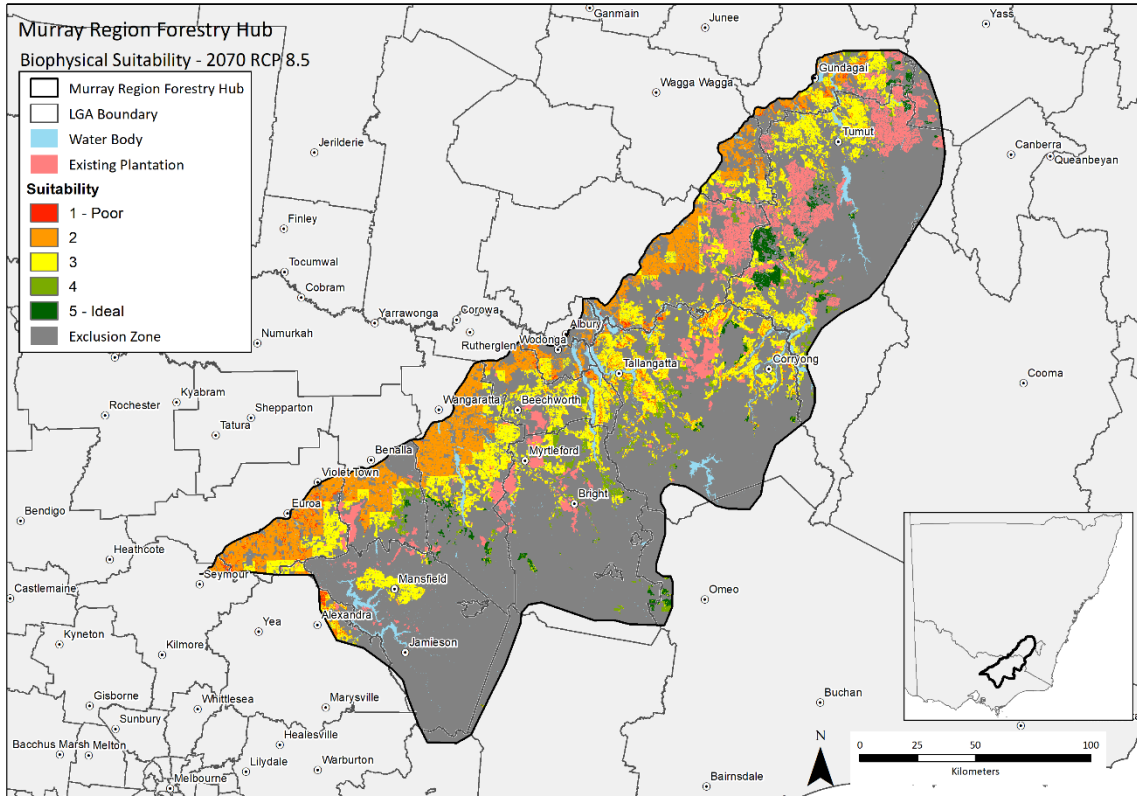 Murray Region Forestry Hub
Biophysical Suitability - 2070 RCP 8.5
Murray Region Forestry Hub
LGA Boundary
Water Body
Existing Plantation
Suitability
1 - Poor
2
3
4
5 - Ideal
Exclusion Zone
Ganmain
Junee
Yass
Gundagai
Wagga Wagga
Tumut
Canberra
Queanbeyan
Jerilderie
Finley
Tocumwal
Cobram
Yarrawonga
Corowa
Numurkah
Rutherglen
Albury
Wodonga
Tallangatta
Corryong
Cooma
Kyabram
Rochester
Shepparton
Tatura
Wangaratta
Beechworth
Benalla
Myrtleford
Violet Town
Bright
Euroa
Bendigo
Heathcote
Seymour
Mansfield
Omeo
Castlemaine
Alexandra
Yea
Kyneton
Kilmore
Jamieson
Gisborne
Whittlesea
Marysville
Buchan
Sunbury
Healesville
Bacchus Marsh
Melton
Lilydale
Warburton
Melbourne
Bairnsdale
N
0 25 50 100
Kilometers